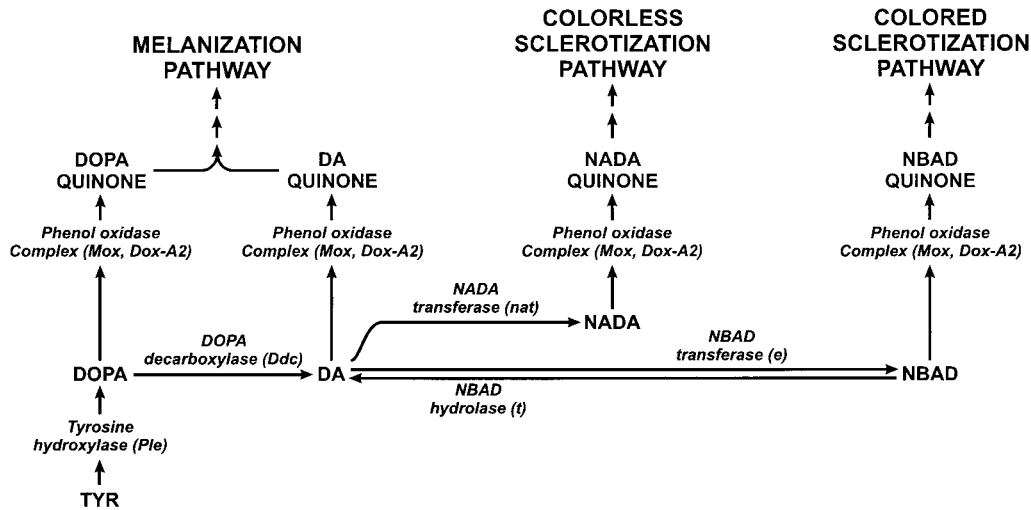 MELANIZATION
PATHWAY
COLORLESS
SCLEROTIZATION
PATHWAY
COLORED
SCLEROTIZATION
PATHWAY
DOPA
QUINONE
DA
QUINONE
NADA
QUINONE
NBAD
QUINONE
Phenol oxidase
Complex (Mox, Dox-A2)
Phenol oxidase
Complex (Mox, Dox-A2)
Phenol oxidase
Complex (Mox, Dox-A2)
Phenol oxidase
Complex (Mox, Dox-A2)
NADA
transferase (nat)
NADA
DOPA
decarboxylase (Ddc)
NBAD
transferase (e)
DOPA
DA
NBAD
NBAD
hydrolase (t)
Tyrosine
hydroxylase (Ple)
TYR